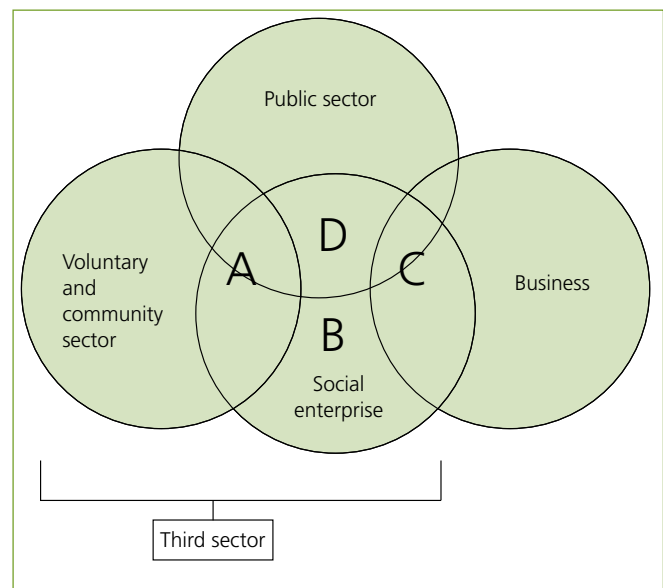 Public sector
D
A
C
Voluntary
and
community
sector
Business
B
Social
enterprise
Third sector